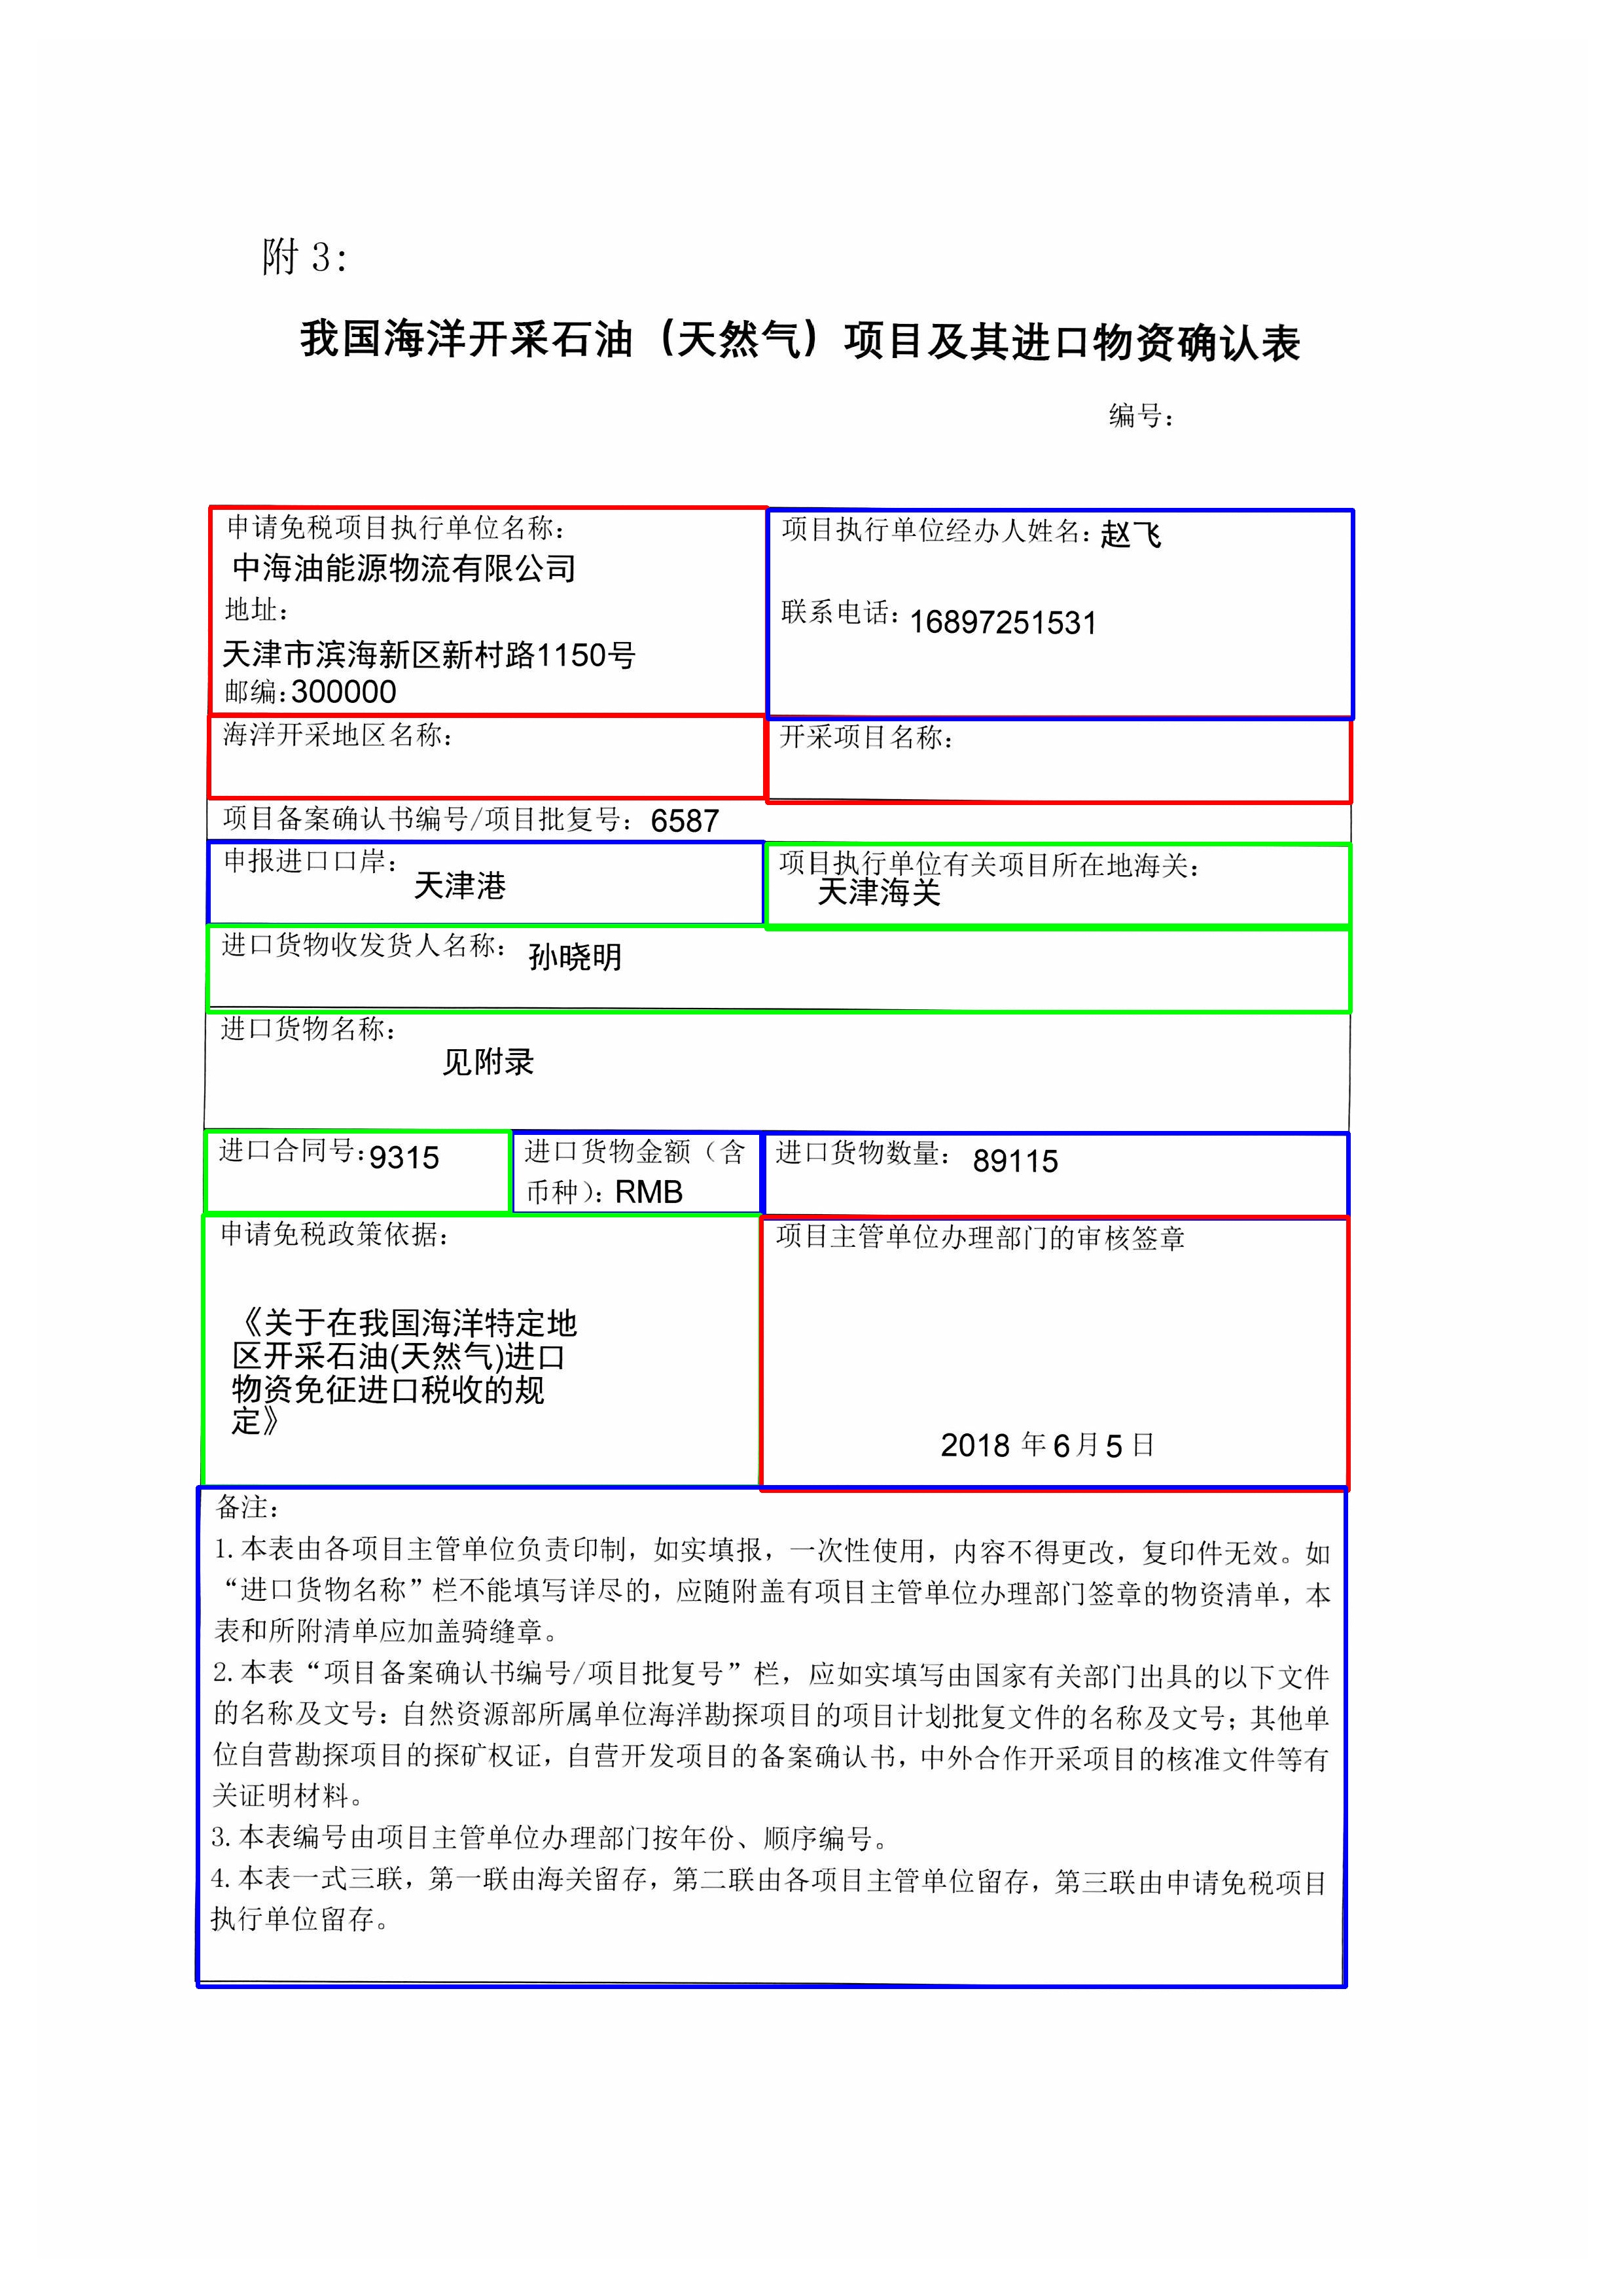 附 3：
我国海洋开采石油（天然气）项目及其进口物资确认表
编号：
申请免税项目执行单位名称：
中海油能源物流有限公司
地址：
天津市滨海新区新村路1150号
邮编：300000
项目执行单位经办人姓名：赵飞
联系电话：16897251531
海洋开采地区名称：
开采项目名称：
项目备案确认书编号/项目批复号：6587
申报进口口岸：天津港
项目执行单位有关项目所在地海关：
天津海关
进口货物收发货人名称：孙晓明
进口货物名称：
见附录
进口合同号：9315
进口货物金额（含
币种）：RMB
进口货物数量：89115
申请免税政策依据：
《关于在我国海洋特定地
区开采石油(天然气)进口
物资免征进口税收的规
定》
项目主管单位办理部门的审核签章
2018 年 6 月 5 日
备注：
1.本表由各项目主管单位负责印制，如实填报，一次性使用，内容不得更改，复印件无效。如
“进口货物名称”栏不能填写详尽的，应随附盖有项目主管单位办理部门签章的物资清单，本
表和所附清单应加盖骑缝章。
2.本表“项目备案确认书编号/项目批复号”栏，应如实填写由国家有关部门出具的以下文件
的名称及文号：自然资源部所属单位海洋勘探项目的项目计划批复文件的名称及文号；其他单
位自营勘探项目的探矿权证，自营开发项目的备案确认书，中外合作开采项目的核准文件等有
关证明材料。
3.本表编号由项目主管单位办理部门按年份、顺序编号。
4.本表一式三联，第一联由海关留存，第二联由各项目主管单位留存，第三联由申请免税项目
执行单位留存。